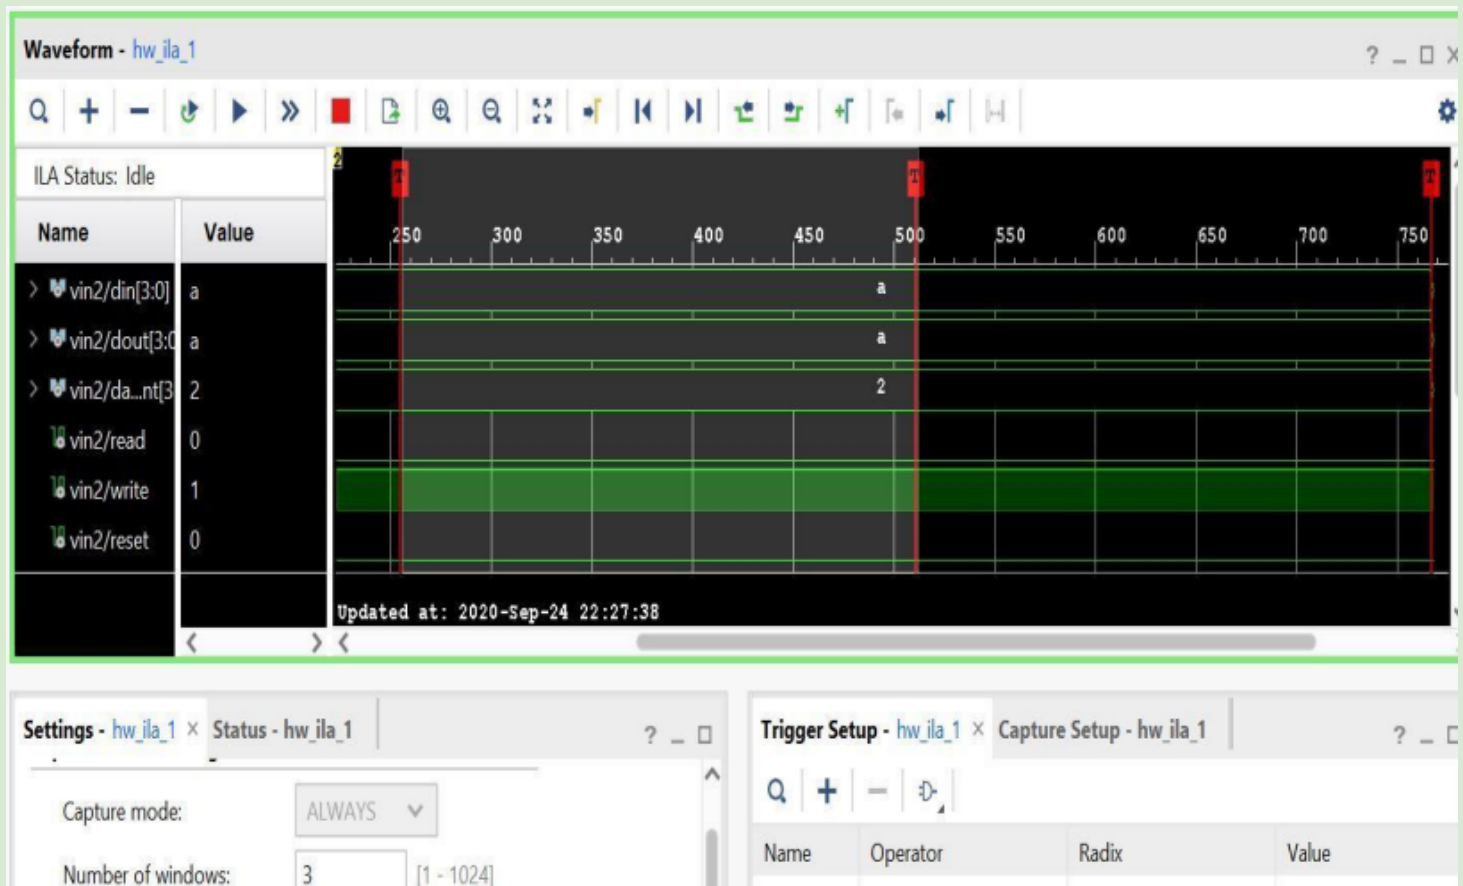 Waveform - hw_ila_1
ILA Status: Idle
2
T T T
Name Value
250 300 350 400 450 500 550 600 650 700 750
vin2/din[3:0] a a
vin2/dout[3:0 a a
vin2/da...nt[3 2 2
vin2/read 0
vin2/write 1
vin2/reset 0
Updated at: 2020-Sep-24 22:27:38
Settings - hw_ila_1 × Status - hw_ila_1
Trigger Setup - hw_ila_1 × Capture Setup - hw_ila_1
Capture mode: ALWAYS
Number of windows: 3 [1 - 1024]
Name Operator Radix Value